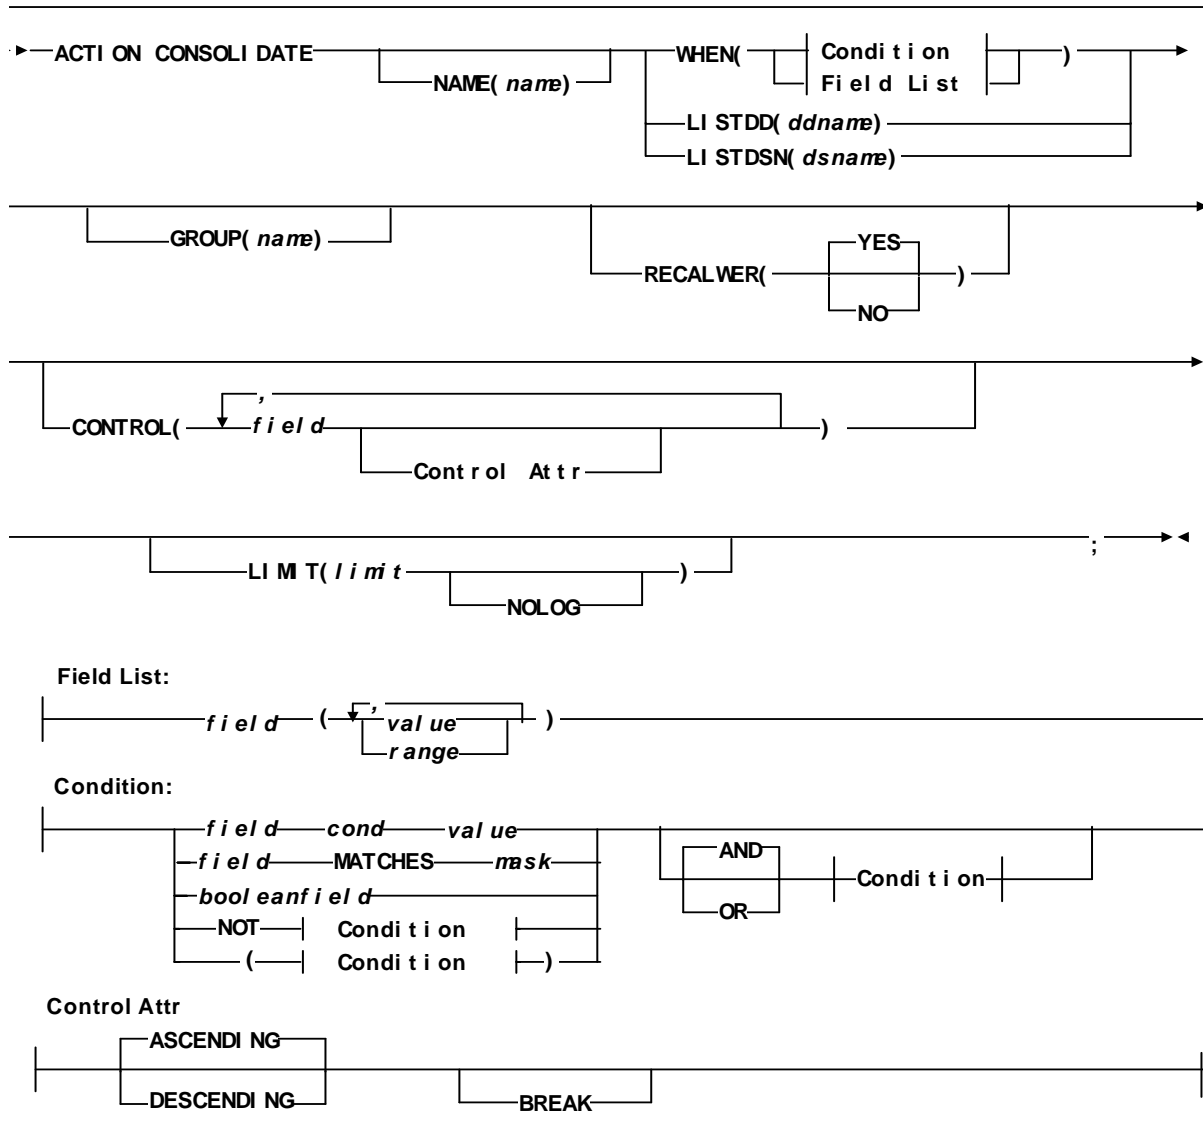 ACTION CONSOLIDATE NAME(name) WHEN( Condition )
Field List
LISTDD(ddname)
LISTDSN(dsname)
GROUP(name) RECALWER( YES )
NO
,
CONTROL( field )
Control Attr
LIMIT(limit ) ;
NOLOG
Field List:
field ( , value )
range
Condition:
field cond value AND
field MATCHES mask Condition
booleanfield OR
NOT Condition
( Condition )
Control Attr
ASCENDING
DESCENDING BREAK